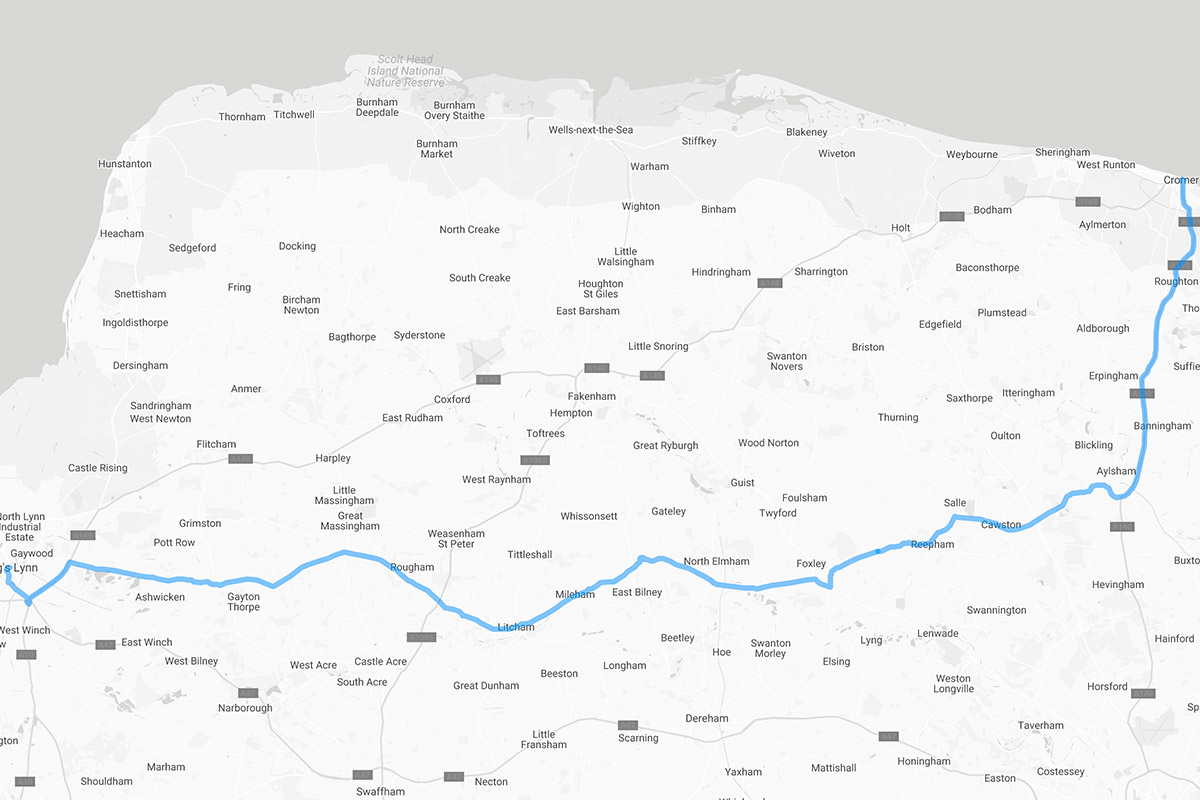 Scolt Head
Island National
Nature Reserve
Burnham
Deepdale
Burnham
Overy Staithe
Thornham
Titchwell
Wells-next-the-Sea
Stiffkey
Blakeney
Wiveton
Burnham
Market
Weybourne
Sheringham
West Runton
Hunstanton
Warham
Cromer
Wighton
Binham
Bodham
Aylmerton
Heacham
Sedgeford
Docking
North Creake
Holt
Little
Walsingham
Hindringham
Sharrington
Baconsthorpe
South Creake
Houghton
St Giles
Roughton
Snettisham
Fring
Bircham
Newton
East Barsham
Plumstead
Tho
Ingoldisthorpe
Bagthorpe
Syderstone
Edgefield
Aldborough
Little Snoring
Briston
Swanton
Novers
Dersingham
Suffie
Erpingham
Anmer
Coxford
Fakenham
Saxthorpe
Itteringham
Sandringham
West Newton
East Rudham
Hempton
Thurning
Banningham
Toftrees
Great Ryburgh
Wood Norton
Oulton
Blickling
Flitcham
Harpley
Castle Rising
Aylsham
West Raynham
Guist
Little
Massingham
Foulsham
Twyford
Salle
North Lynn
Industrial
Estate
Grimston
Great
Massingham
Whissonsett
Gateley
Cawston
Gaywood
Pott Row
Weasenham
St Peter
Tittleshall
Reepham
g's Lynn
Rougham
North Elmham
Foxley
Buxto
Ashwicken
Gayton
Thorpe
Mileham
East Bilney
Hevingham
Swannington
West Winch
w
East Winch
Litcham
Beetley
Hoe
Swanton
Morley
Lyng
Lenwade
Hainford
West Bilney
West Acre
Castle Acre
Longham
Elsing
South Acre
Great Dunham
Beeston
Weston
Longville
Horsford
Narborough
Sp
Dereham
Taverham
Little
Fransham
Scarning
ngton
Honingham
Marham
Shouldham
Swaffham
Necton
Yaxham
Mattishall
Easton
Costessey